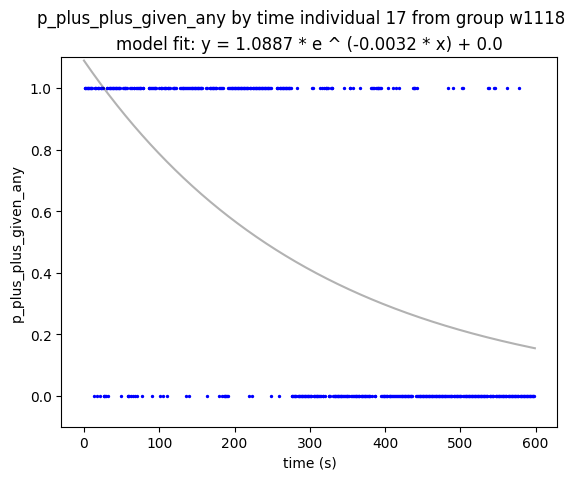 p_plus_plus_given_any by time individual 17 from group w1118
model fit: y = 1.0887 * e ^ (-0.0032 * x) + 0.0
p_plus_plus_given_any
1.0
0.8
0.6
0.4
0.2
0.0
0 100 200 300 400 500 600
time (s)